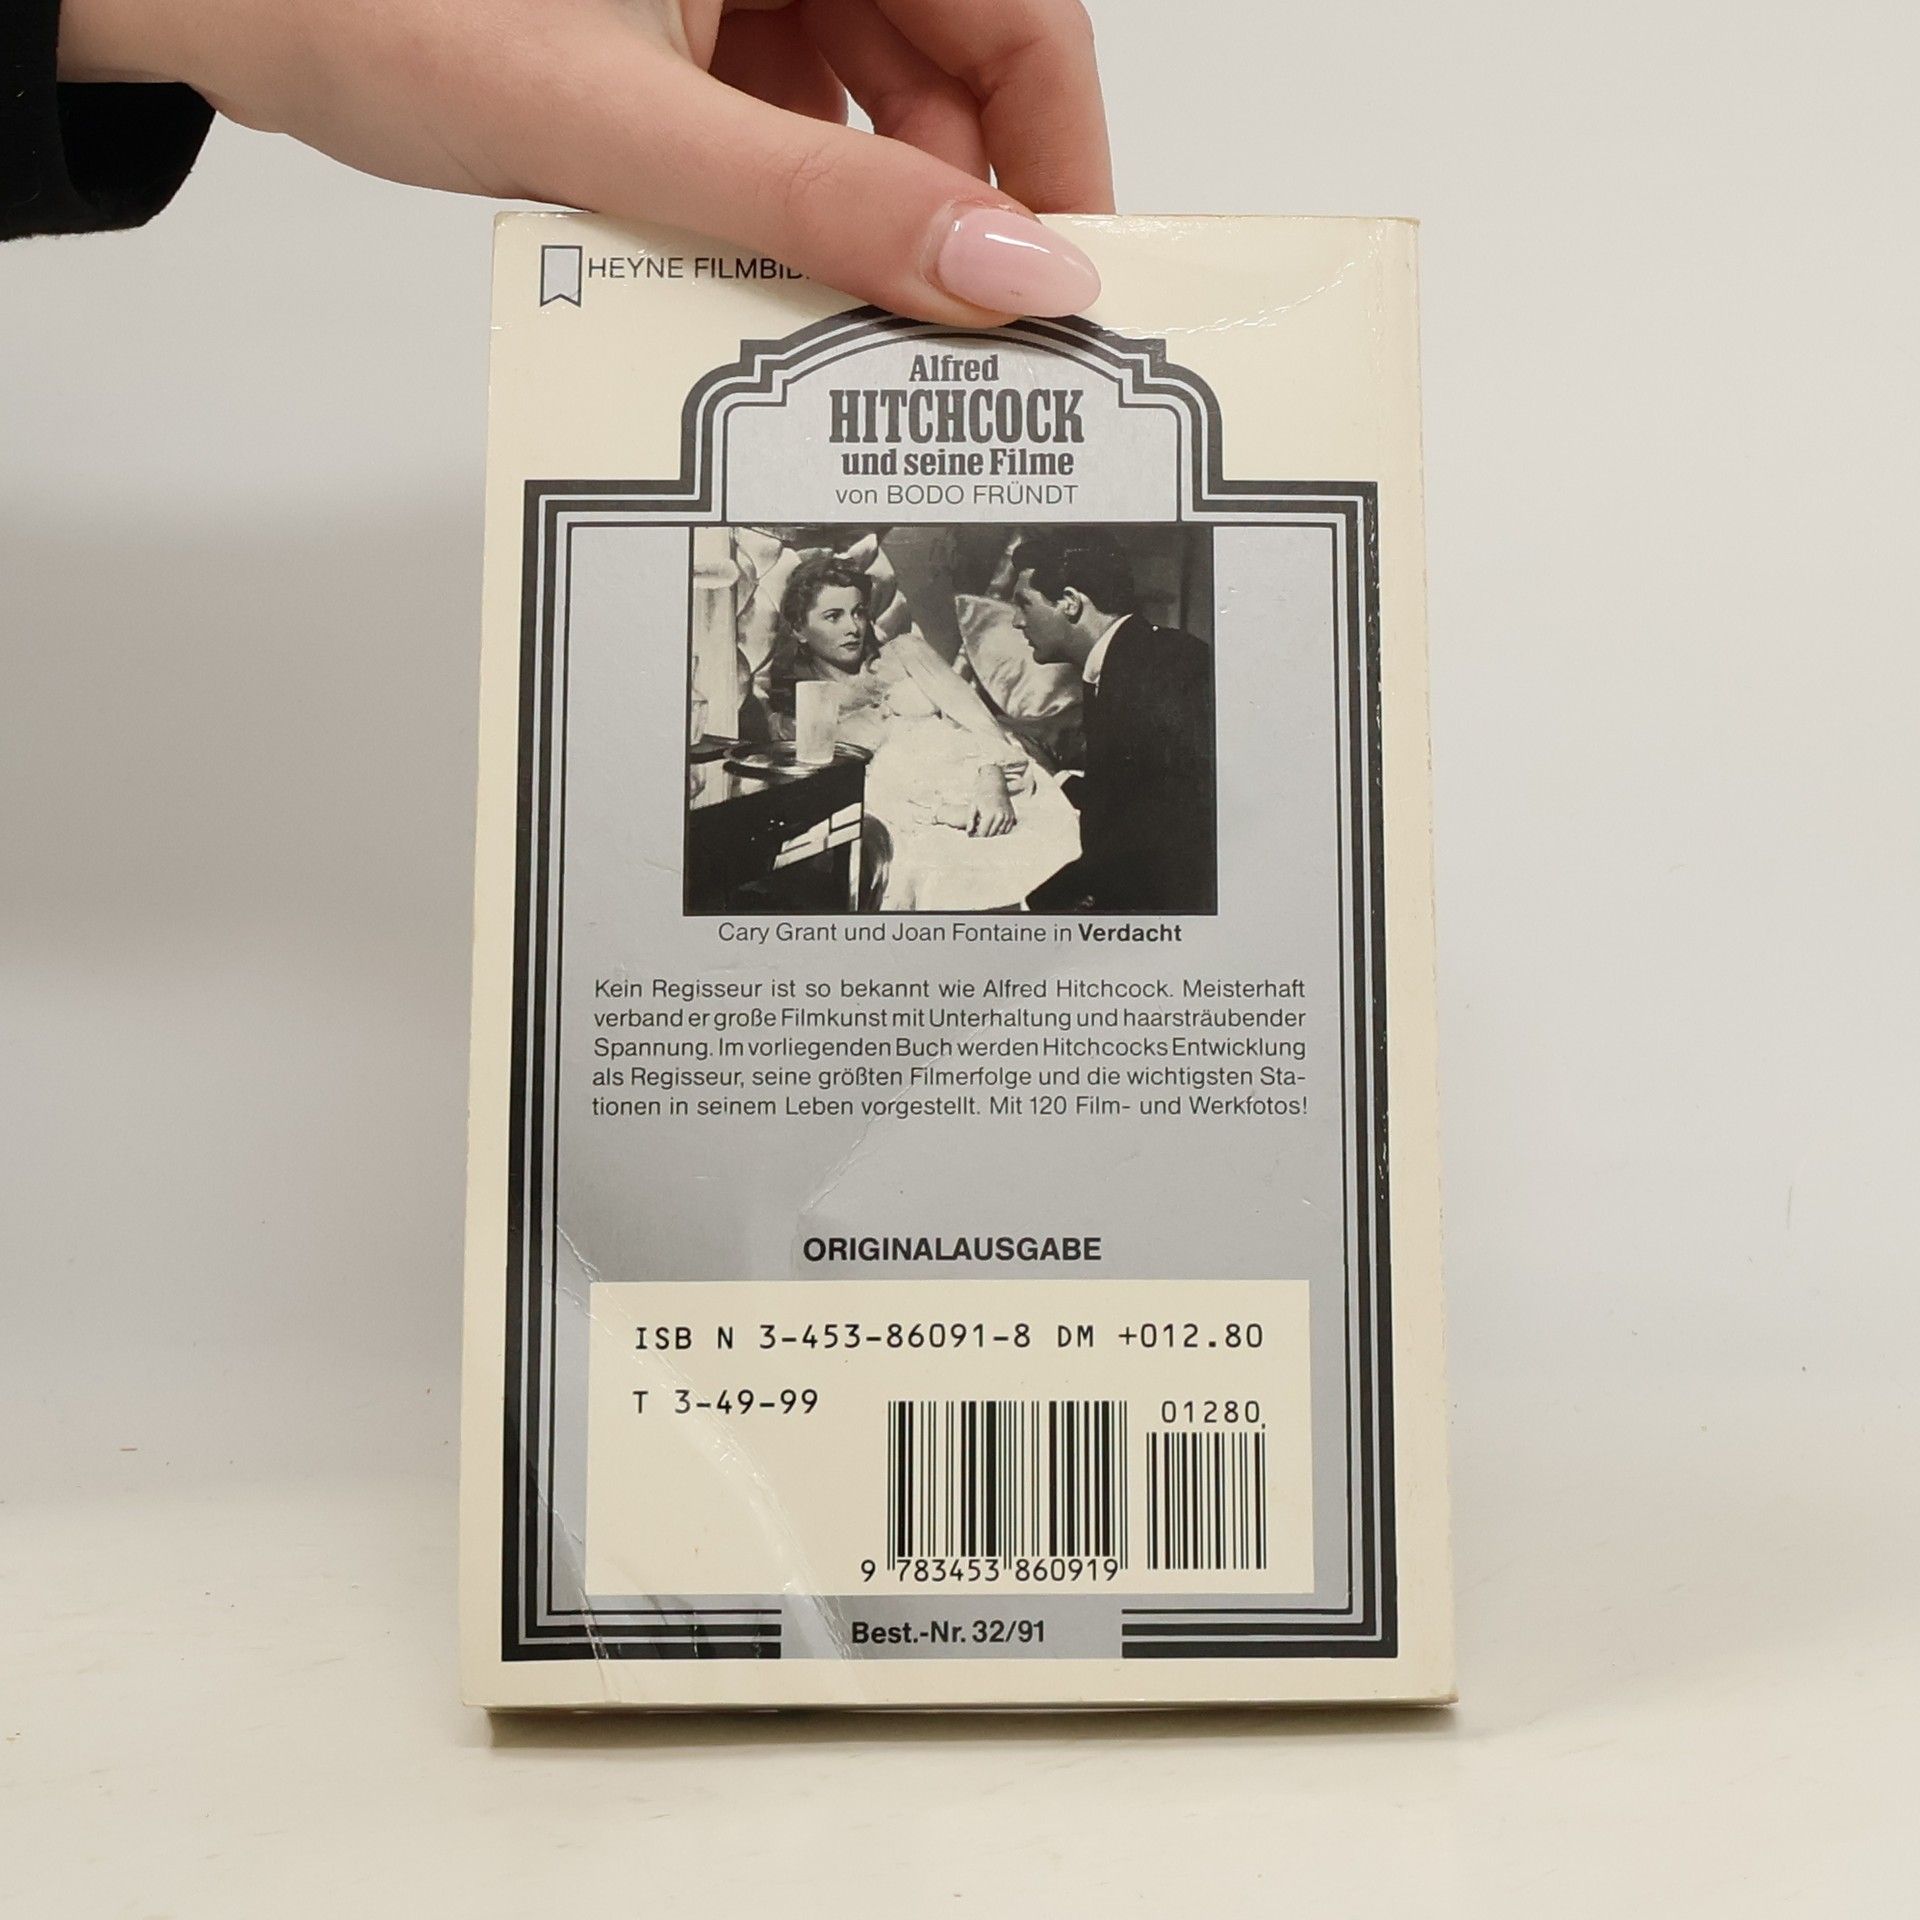 HEYNE
Alfred
HITCHCOCK
und seine Filme
von BODO FRÜNDT
Cary Grant und Joan Fontaine in Verdacht
Kein Regisseur ist so bekannt wie Alfred Hitchcock. Meisterhaft
verband er große Filmkunst mit Unterhaltung und haarsträubender
Spannung. Im vorliegenden Buch werden Hitchcocks Entwicklung
als Regisseur, seine größten Filmerfolge und die wichtigsten Sta-
tionen in seinem Leben vorgestellt. Mit 120 Film- und Werkfotos!
ORIGINALAUSGABE
ISB N 3-453-86091-8 DM +012.80
T 3-49-99
01280
9 783453 860919
Best.-Nr. 32/91